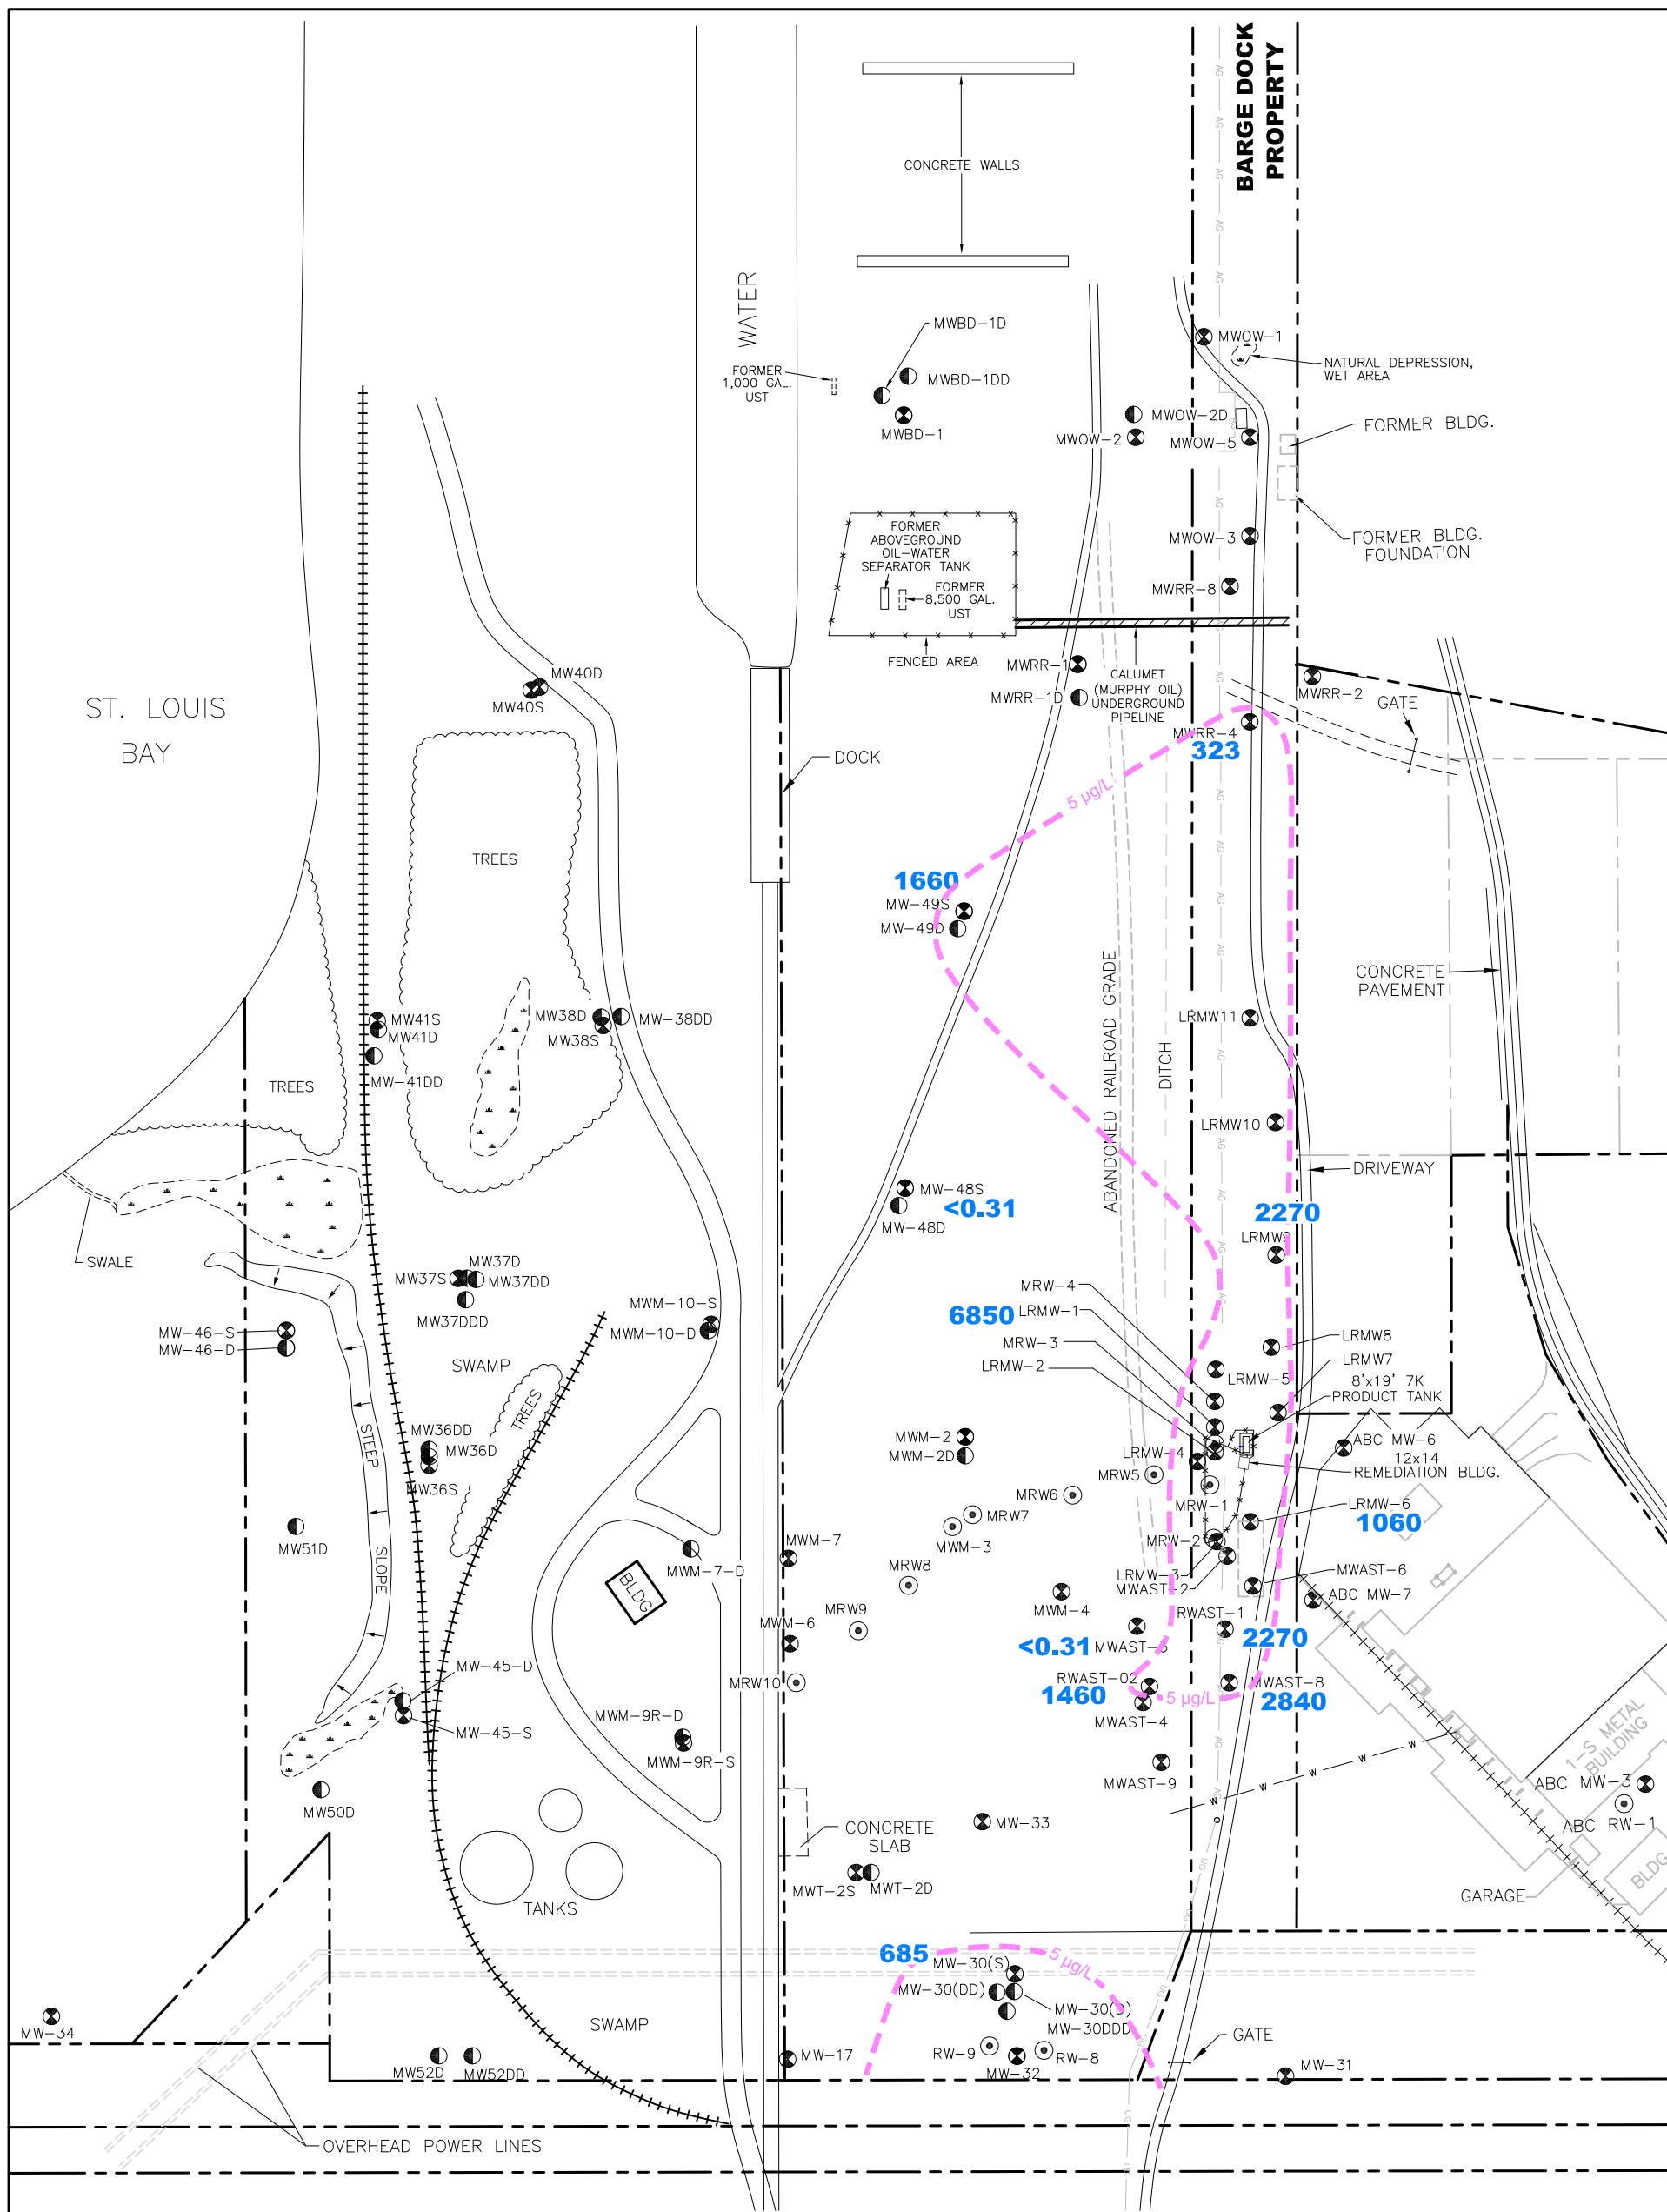 BARGE DOCK
PROPERTY
CONCRETE WALLS
WATER
MWBD-1D
MWBD-1DD
FORMER
1,000 GAL.
UST
MWBD-1
MWOW-1
NATURAL DEPRESSION,
WET AREA
MWOW-2D
MWOW-2
MWOW-5
FORMER BLDG.
FORMER
ABOVEGROUND
OIL-WATER
SEPARATOR TANK
FORMER
8,500 GAL.
UST
FENCED AREA
MWOW-3
FORMER BLDG.
FOUNDATION
MWRR-8
MWRR-1
MWRR-1D
CALUMET
(MURPHY OIL)
UNDERGROUND
PIPELINE
MWRR-2
GATE
MWRR-4
323
ST. LOUIS
BAY
MW40D
MW40S
DOCK
5 µg/L
TREES
1660
MW-49S
MW-49D
ABANDONED RAILROAD GRADE
DITCH
CONCRETE
PAVEMENT
LRMW11
MW41S
MW41D
MW-41DD
MW38D
MW38S
MW-38DD
TREES
LRMW10
DRIVEWAY
MW-48S
<0.31
MW-48D
2270
LRMW9
SWALE
MW37D
MW37S
MW37DD
MW37DDD
MWM-10-S
MWM-10-D
MW-46-S
MW-46-D
SWAMP
TREES
MRW-4
6850
LRMW-1
MRW-3
LRMW-2
LRMW8
LRMW7
LRMW-5
8'x19' 7K
PRODUCT TANK
ABC MW-6
12x14
REMEDIATION BLDG.
STEEP
SLOPE
MW36DD
MW36D
MW36S
MWM-2
MWM-2D
LRMW-4
MRW5
MRW6
MRW7
MWM-3
MRW-1
LRMW-6
1060
MRW-2
LRMW-3
MWAST-2
MWAST-6
MW51D
MWM-7
MWM-7-D
BLDG
MRW8
MWM-4
ABC MW-7
MRW9
MWM-6
RWAST-1
2270
<0.31
MWAST-5
MW-45-D
MW-45-S
MRW10
RWAST-02
1460
5 µg/L
MWAST-8
2840
MWAST-4
MWM-9R-D
MWM-9R-S
MWAST-9
1-S METAL
BUILDING
ABC MW-3
ABC RW-1
MW50D
CONCRETE
SLAB
MW-33
MWT-2S
MWT-2D
TANKS
GARAGE
BLDG
685
5 µg/L
MW-30(S)
MW-30(DD)
MW-30(D)
MW-30DDD
MW-34
SWAMP
MW52D
MW52DD
MW-17
RW-9
MW-32
RW-8
GATE
MW-31
OVERHEAD POWER LINES
AG
UG
W W W W